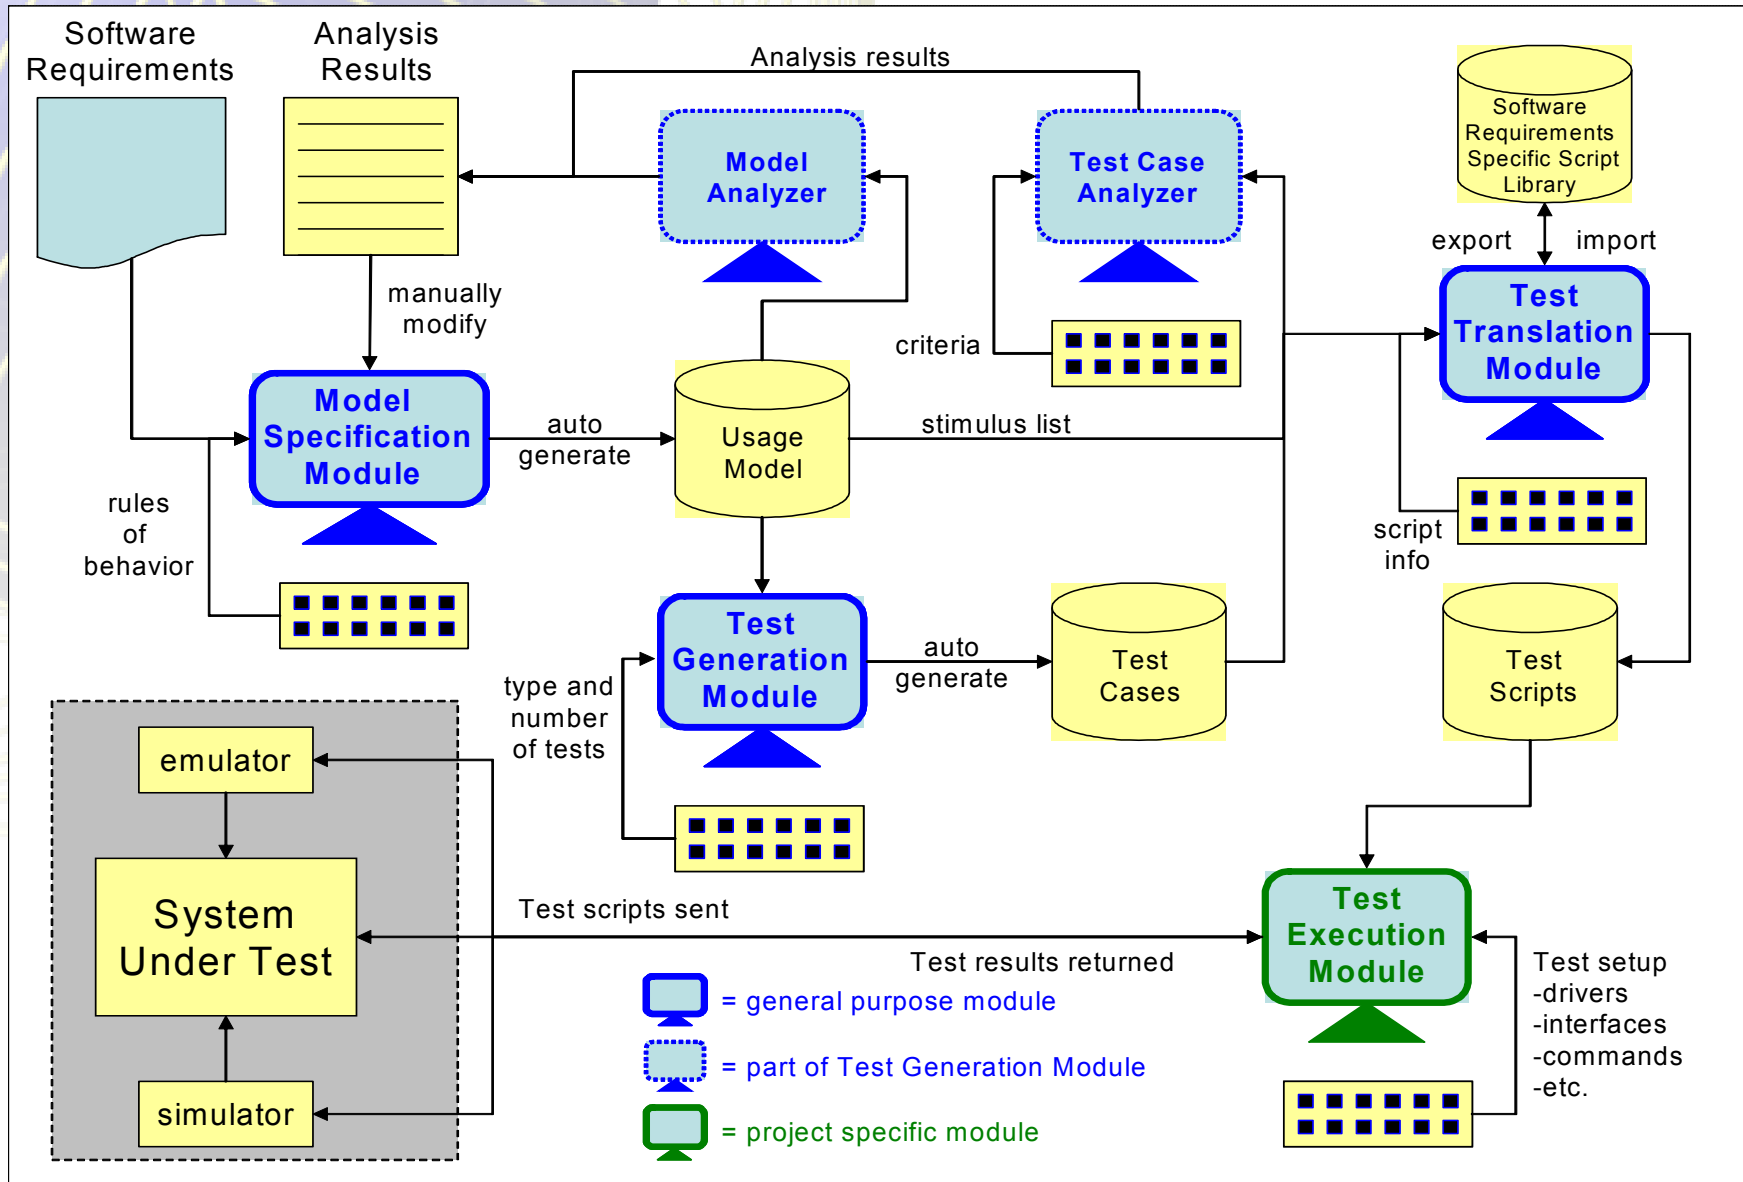 Software
Requirements
Analysis
Results
Analysis results
Model
Analyzer
Test Case
Analyzer
Software
Requirements
Specific Script
Library
export
import
manually
modify
criteria
Test
Translation
Module
Model
Specification
Module
auto
generate
Usage
Model
stimulus list
rules
of
behavior
script
info
Test
Generation
Module
auto
generate
Test
Cases
Test
Scripts
type and
number
of tests
emulator
System
Under Test
simulator
Test scripts sent
Test results returned
Test
Execution
Module
Test setup
-drivers
-interfaces
-commands
-etc.
= general purpose module
= part of Test Generation Module
= project specific module